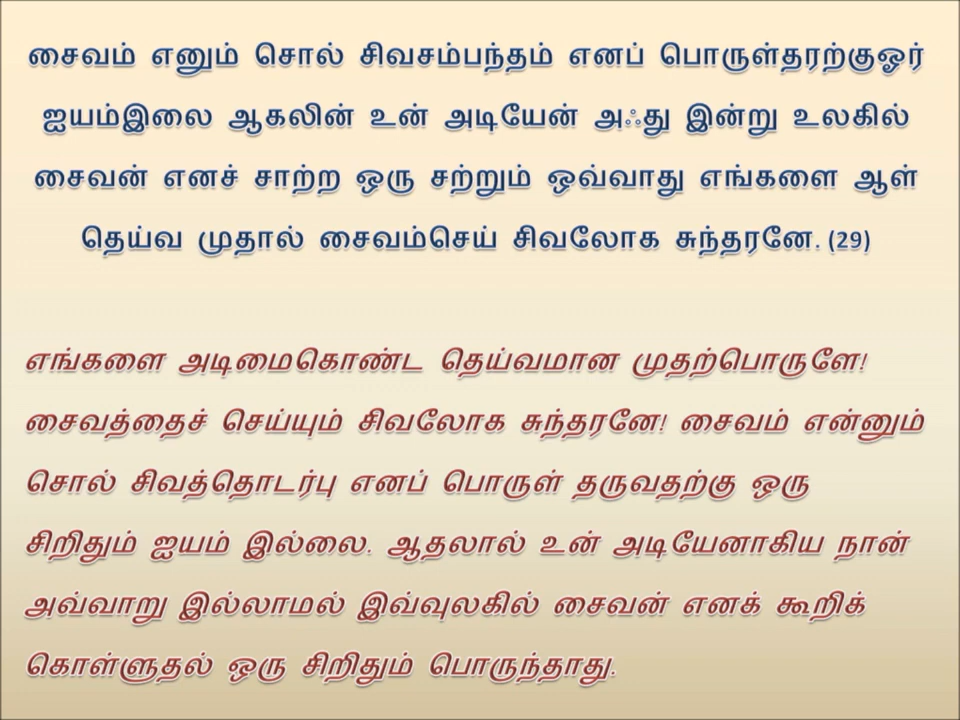 சைவம் எனும் சொல் சிவசம்பந்தம் எனப் பொருள்தரற்குஓர்
ஐயம்இலை ஆகலின் உன் அடியேன் அஃது இன்று உலகில்
சைவன் எனச் சாற்ற ஒரு சற்றும் ஒவ்வாது எங்களை ஆள்
தெய்வ முதால் சைவம்செய் சிவலோக சுந்தரனே. (29)
எங்களை அடிமைகொண்ட தெய்வமான முதற்பொருளே!
சைவத்தைச் செய்யும் சிவலோக சுந்தரனே! சைவம் என்னும்
சொல் சிவத்தொடர்பு எனப் பொருள் தருவதற்கு ஒரு
சிறிதும் ஐயம் இல்லை. ஆதலால் உன் அடியேனாகிய நான்
அவ்வாறு இல்லாமல் இவ்வுலகில் சைவன் எனக் கூறிக்
கொள்ளுதல் ஒரு சிறிதும் பொருந்தாது.